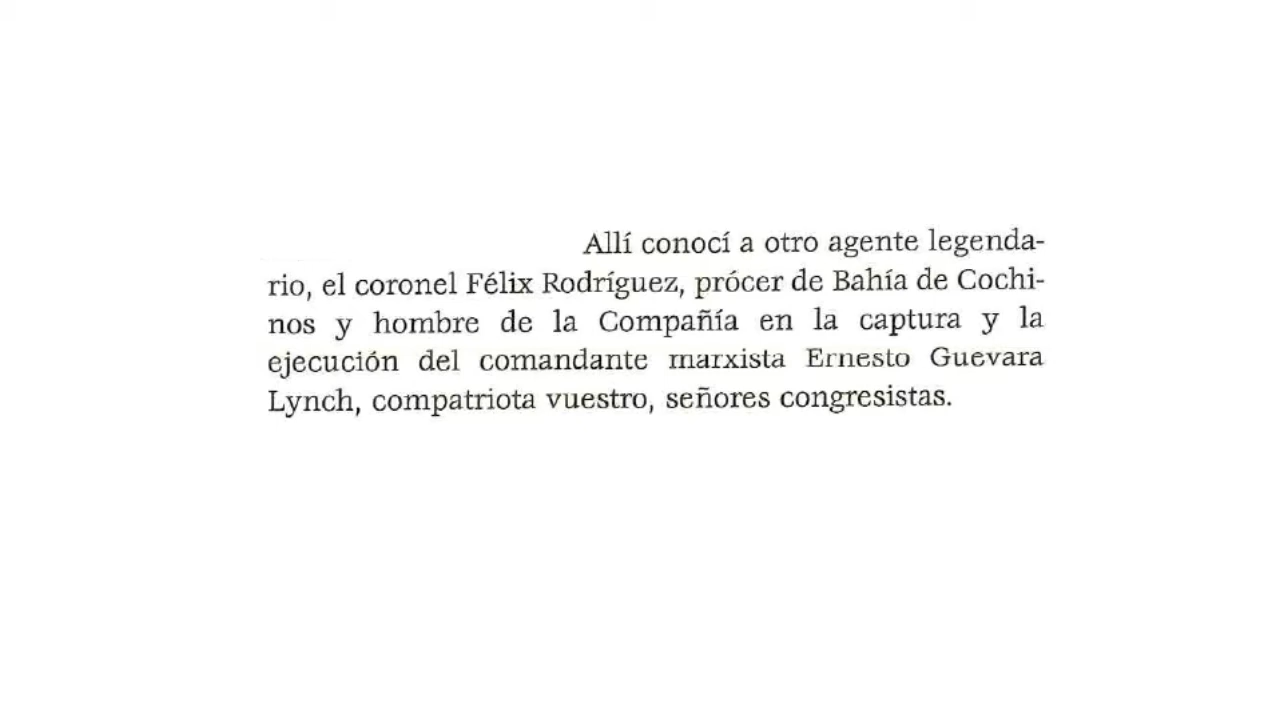 Allí conocí a otro agente legenda-
rio, el coronel Félix Rodríguez, prócer de Bahía de Cochi-
nos y hombre de la Compañía en la captura y la
ejecución del comandante marxista Ernesto Guevara
Lynch, compatriota vuestro, señores congresistas.